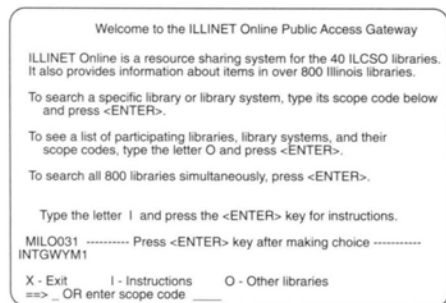 Welcome to the ILLINET Online Public Access Gateway
ILLINET Online is a resource sharing system for the 40 ILCSO libraries.
It also provides information about items in over 800 Illinois libraries.
To search a specific library or library system, type its scope code below
and press <ENTER>.
To see a list of participating libraries, library systems, and their
scope codes, type the letter O and press <ENTER>.
To search all 800 libraries simultaneously, press <ENTER>.
Type the letter I and press the <ENTER> key for instructions.
MILO031 ---------- Press <ENTER> key after making choice -----------
INTGWYM1
X - Exit I - Instructions O - Other libraries
==> _ OR enter scope code ____